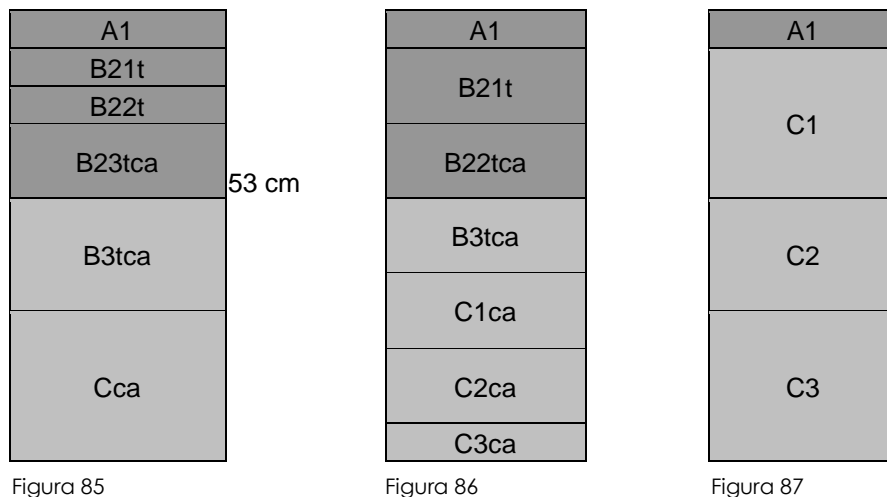 A1
B21t
B22t
B23tca
53 cm
B3tca
Cca
Figura 85
A1
B21t
B22tca
B3tca
C1ca
C2ca
C3ca
Figura 86
A1
C1
C2
C3
Figura 87